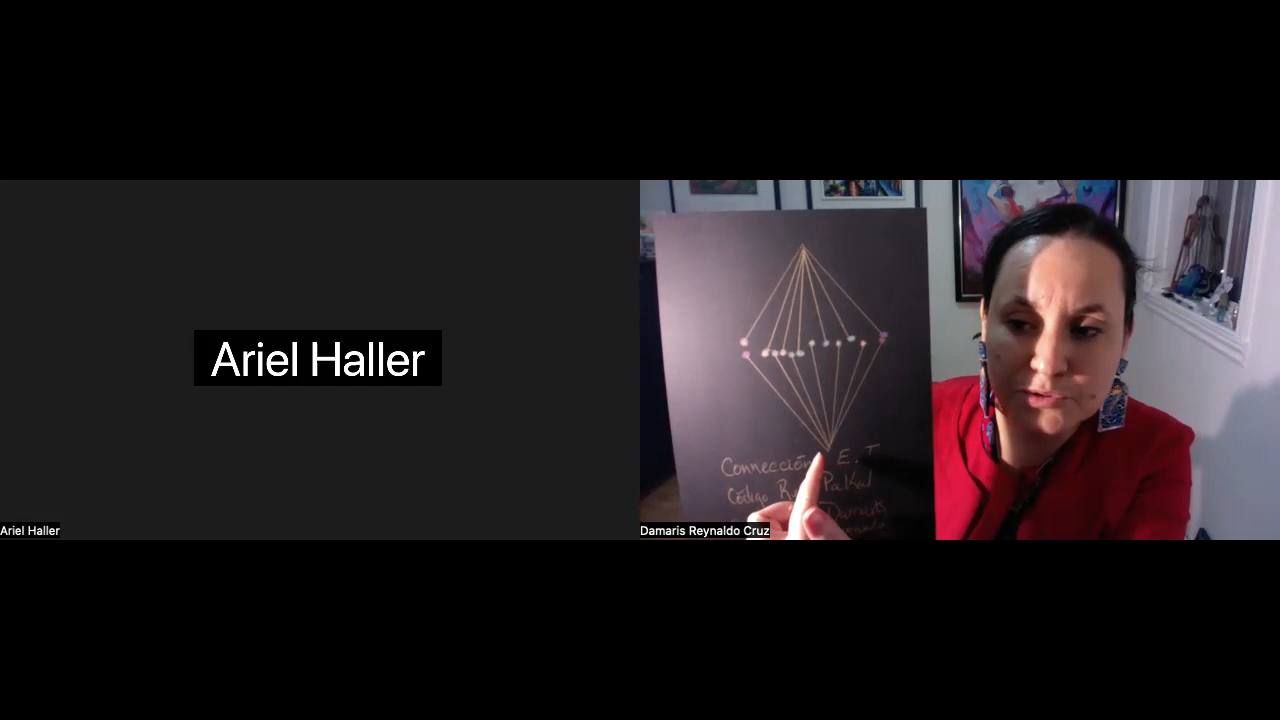 Ariel Haller
Ariel Haller
Connección E. T
Código Pakal
Damaris
Damaris Reynaldo Cruz